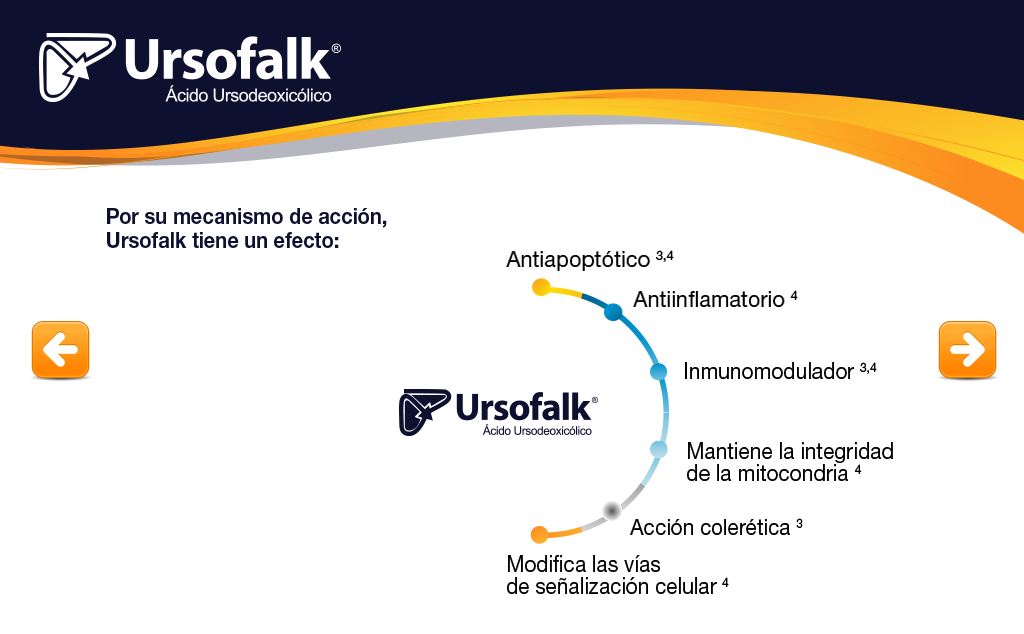 Ursofalk®
Ácido Ursodeoxicólico
Por su mecanismo de acción,
Ursofalk tiene un efecto:
Antiapoptótico 3,4
Antiinflamatorio 4
Inmunomodulador 3,4
Ursofalk®
Ácido Ursodeoxicólico
Mantiene la integridad
de la mitocondria 4
Acción colerética 3
Modifica las vías
de señalización celular 4